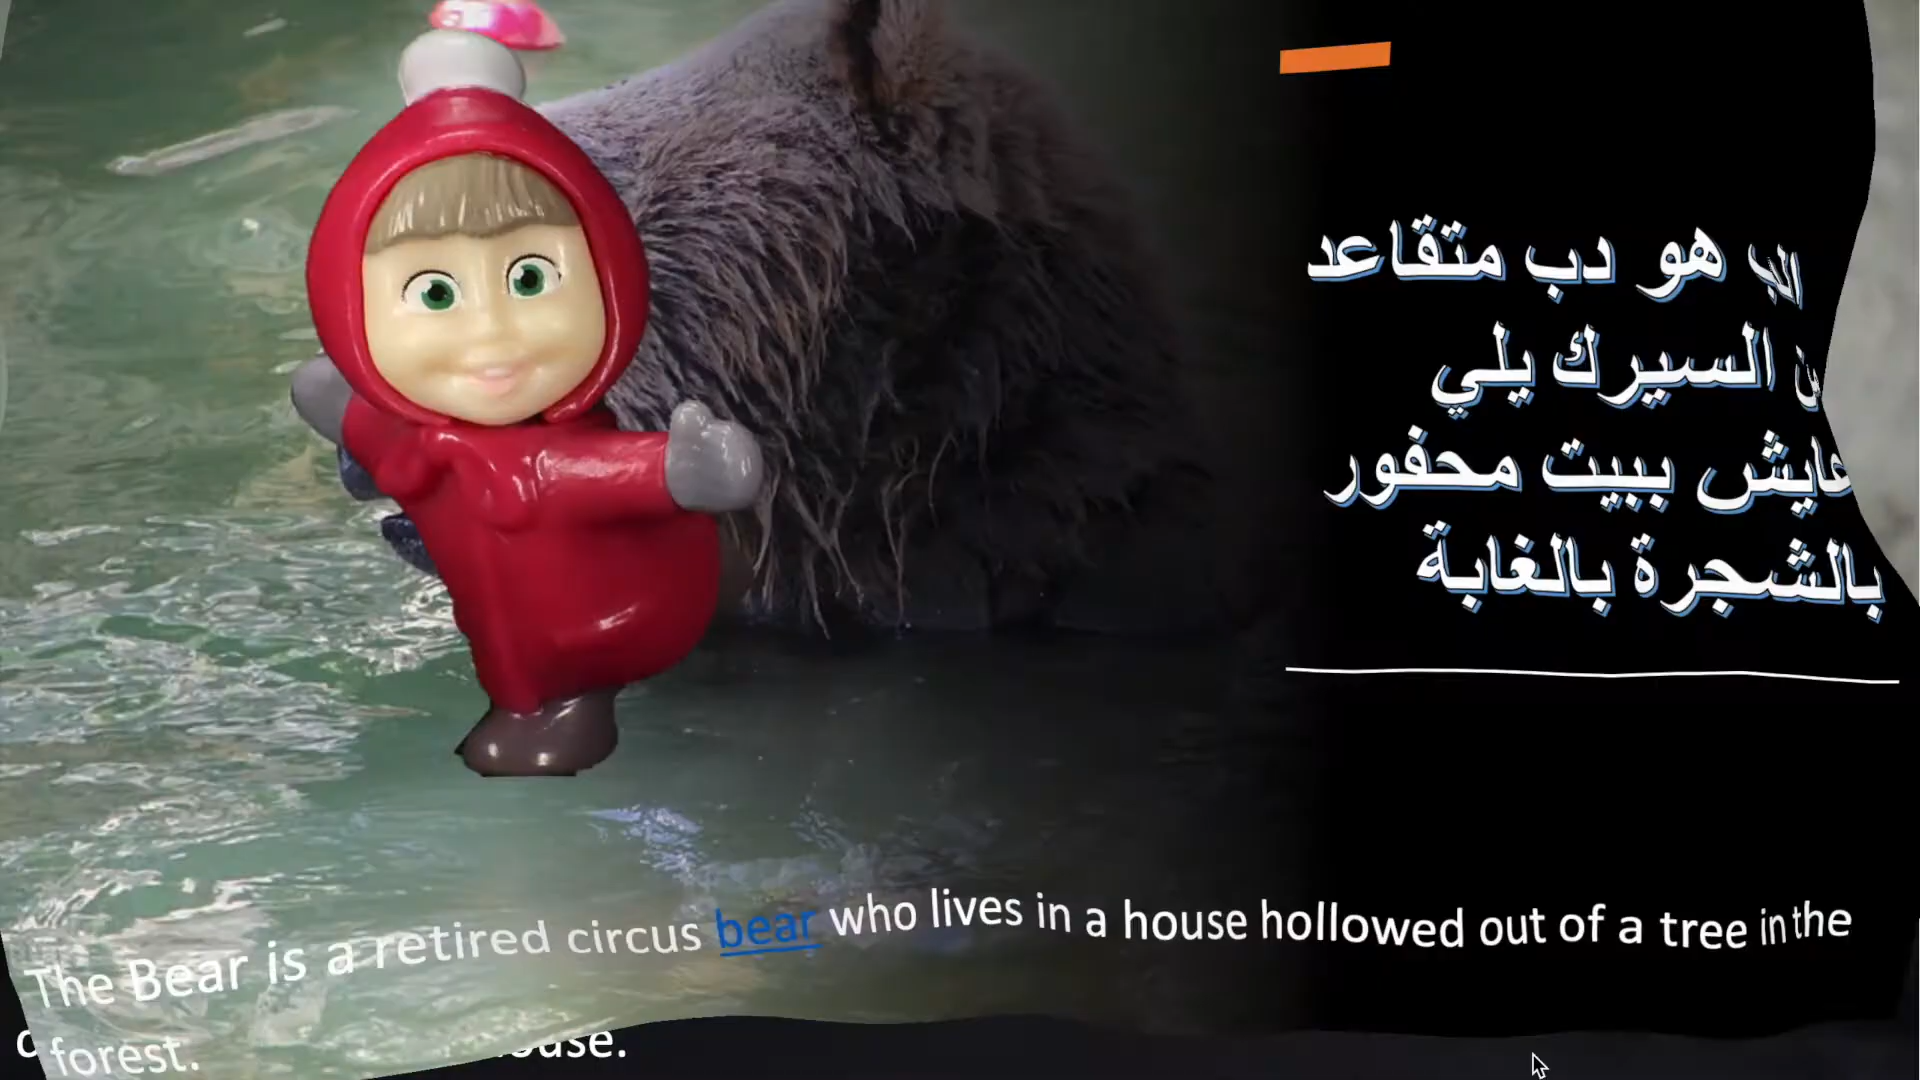 هو دب متقاعد
السيرك يلي
عايش ببيت محفور
بالشجرة بالغابة
The Bear is a retired circus bear who lives in a house hollowed out of a tree in the
forest.